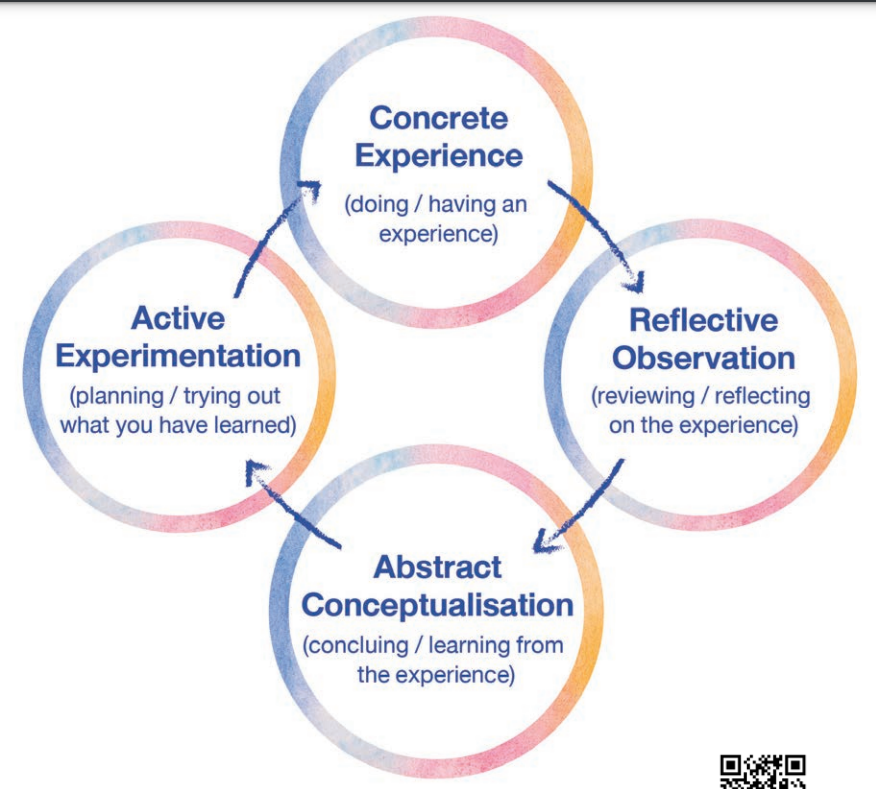 Concrete
Experience
(doing / having an
experience)
Reflective
Observation
(reviewing / reflecting
on the experience)
Abstract
Conceptualisation
(concluing / learning from
the experience)
Active
Experimentation
(planning / trying out
what you have learned)